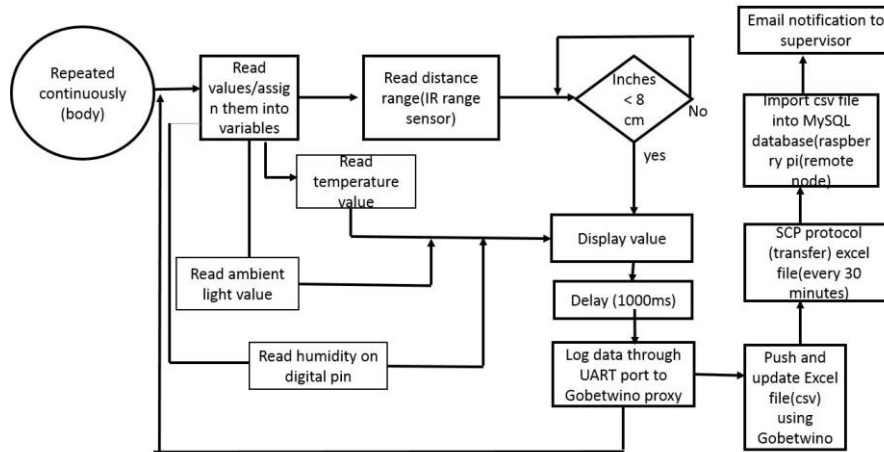 Repeated
continuously
(body)
Read
values/assig
n them into
variables
Read distance
range(IR range
sensor)
Inches
< 8
cm
No
yes
Read
temperature
value
Read ambient
light value
Read humidity on
digital pin
Display value
Delay (1000ms)
Log data through
UART port to
Gobetwino proxy
Push and
update Excel
file(csv)
using
Gobetwino
SCP protocol
(transfer) excel
file(every 30
minutes)
Import csv file
into MySQL
database(raspber
ry pi(remote
node)
Email notification to
supervisor